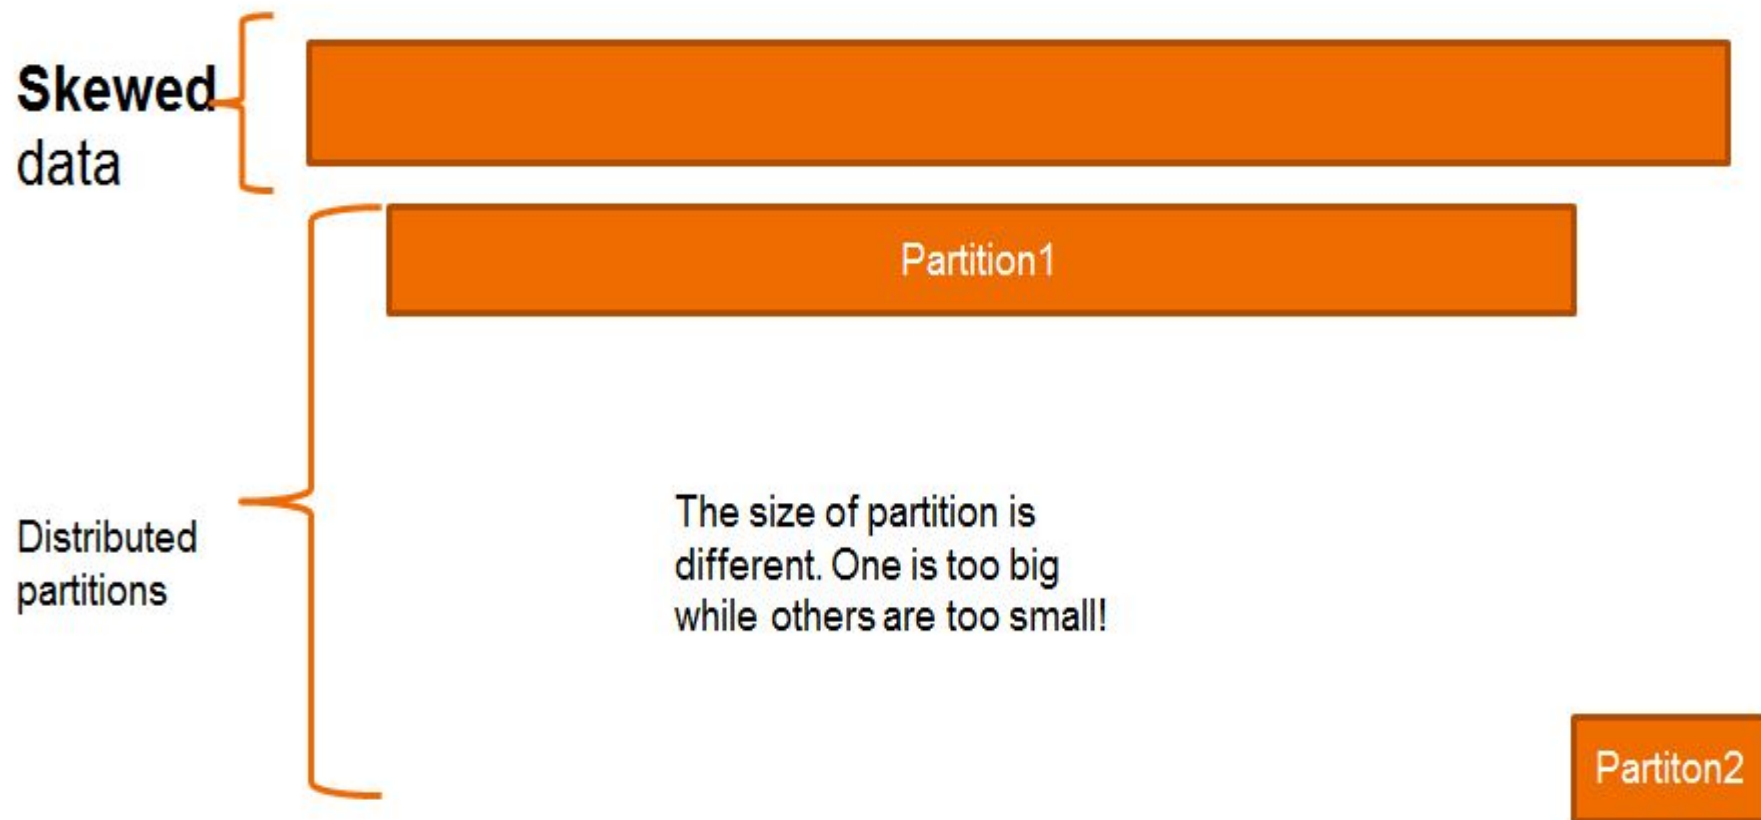 Skewed
data
Partition1
Distributed
partitions
The size of partition is
different. One is too big
while others are too small!
Partiton2